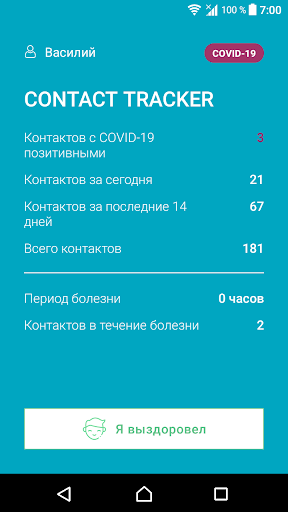 100 % 7:00
Василий COVID-19
CONTACT TRACKER
Контактов с COVID-19 3
позитивными
Контактов за сегодня 21
Контактов за последние 14 67
дней
Всего контактов 181
Период болезни 0 часов
Контактов в течение болезни 2
Я выздоровел